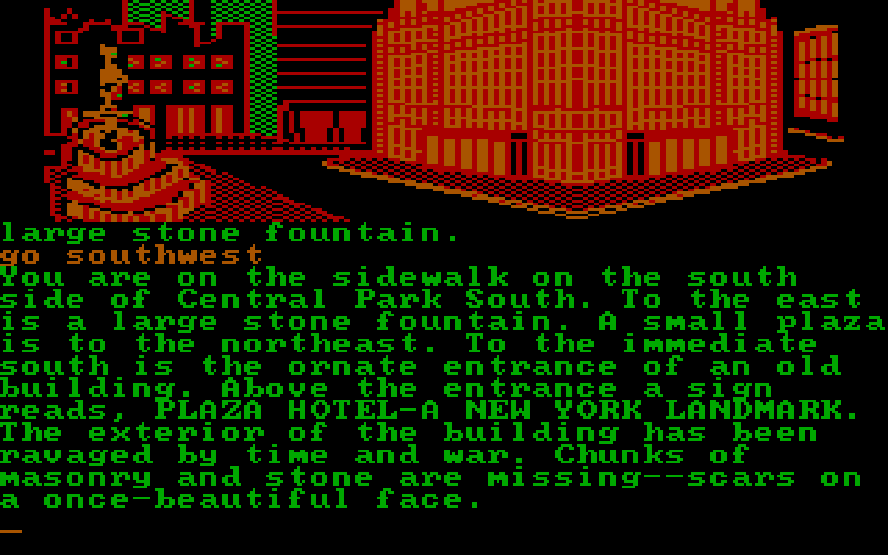 large stone fountain.
go southwest
You are on the sidewalk on the south
side of Central Park South. To the east
is a large stone fountain. A small plaza
is to the northeast. To the immediate
south is the ornate entrance of an old
building. Above the entrance a sign
reads, PLAZA HOTEL-A NEW YORK LANDMARK.
The exterior of the building has been
ravaged by time and war. Chunks of
masonry and stone are missing--scars on
a once-beautiful face.